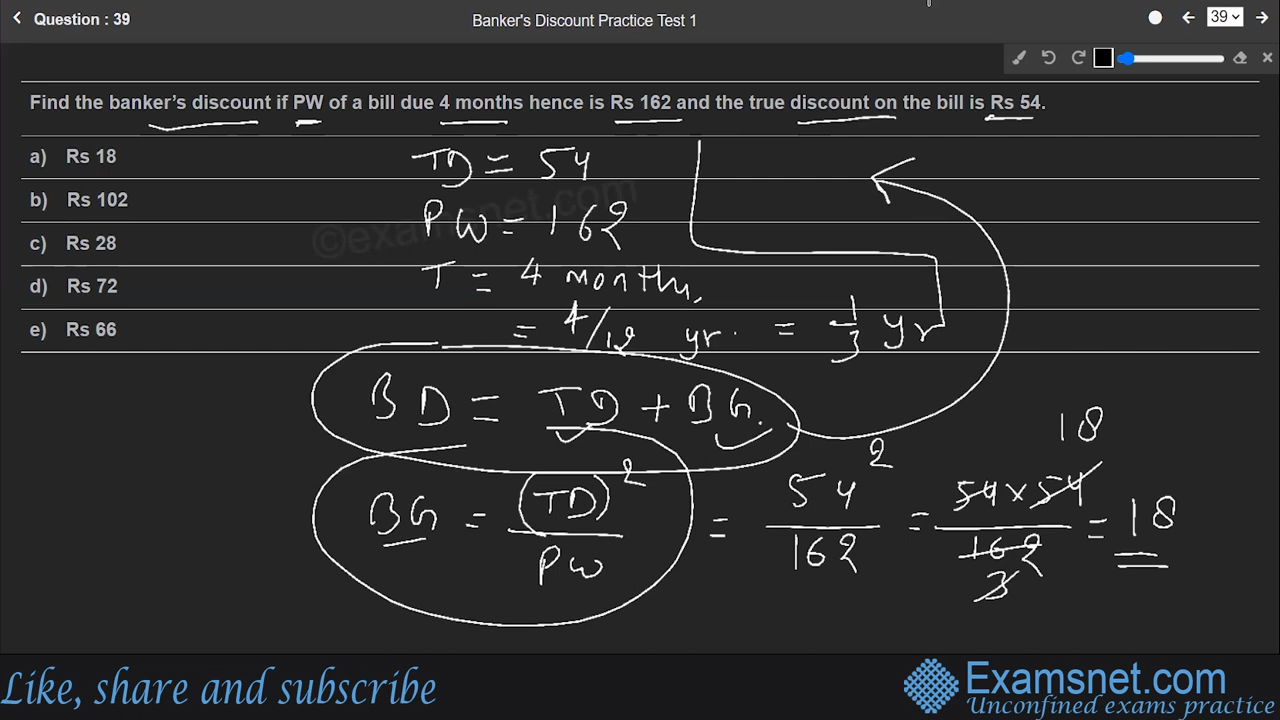 Question : 39
Banker's Discount Practice Test 1
39
Find the banker's discount if PW of a bill due 4 months hence is Rs 162 and the true discount on the bill is Rs 54.
a) Rs 18
b) Rs 102
c) Rs 28
d) Rs 72
e) Rs 66
©examsnet.com
TD = 54
PW = 162
T = 4 months,
= 4/12 yr. = 1/3 yr
BD = TD + BG.
BG = (TD)² / PW = 54² / 162 = 54 x 54 / 162 = 18
18
3
Like, share and subscribe
Examsnet.com
Unconfined exams practice